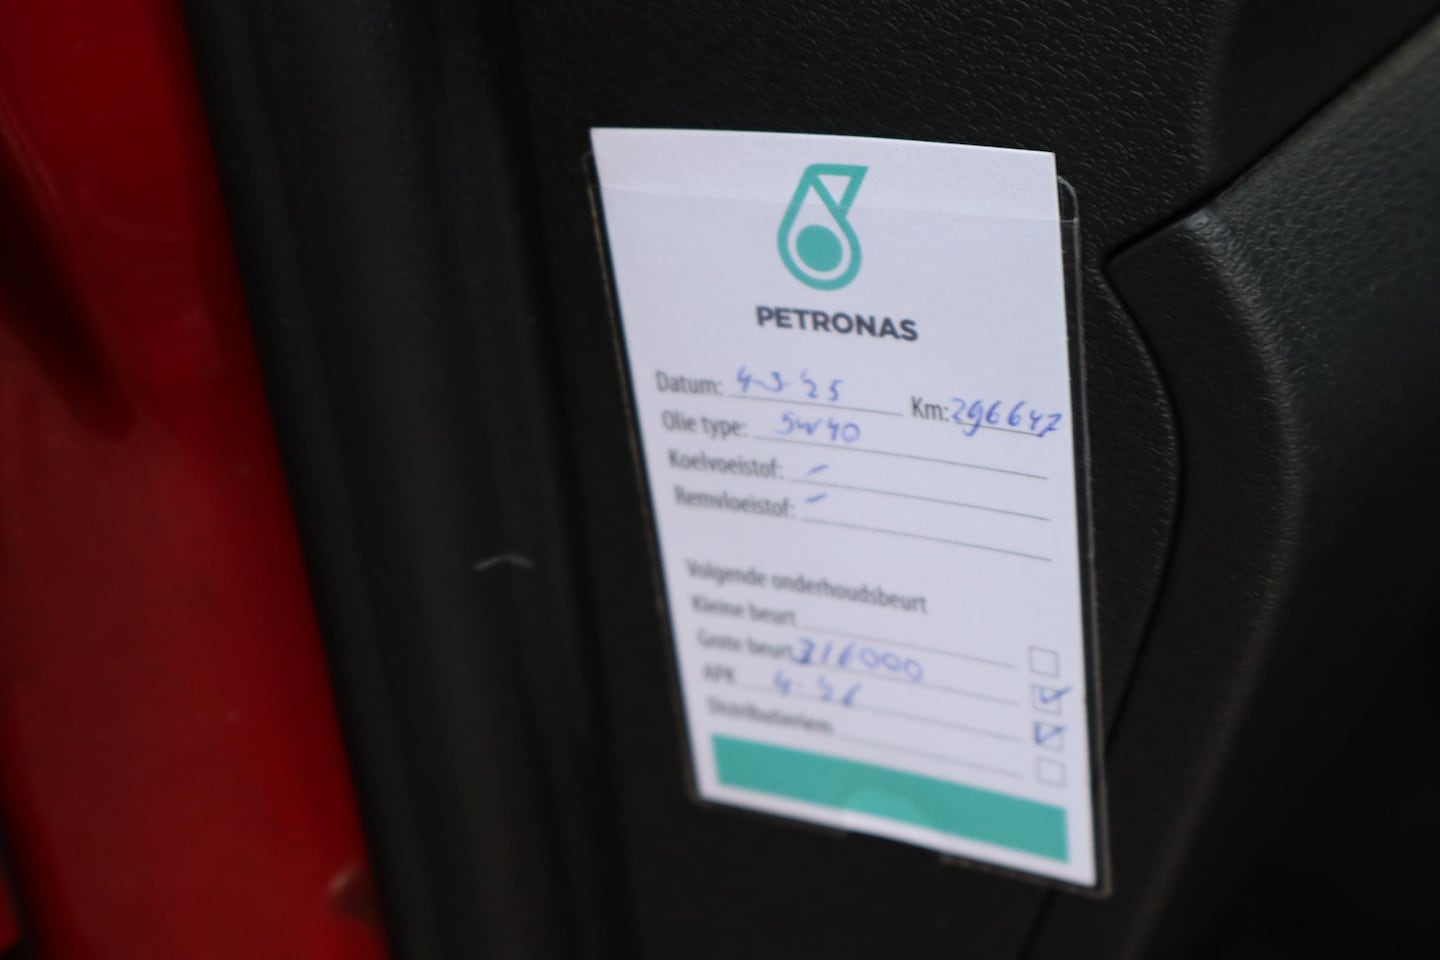 PETRONAS
Datum: 4-3-'25 Km: 296647
Olie type: 5W40
Koelvoeistof: -
Remvloeistof: -
Volgende onderhoudsbeurt
Kleine beurt
Grote beurt 316000
APK 4-'26
Distributieriem